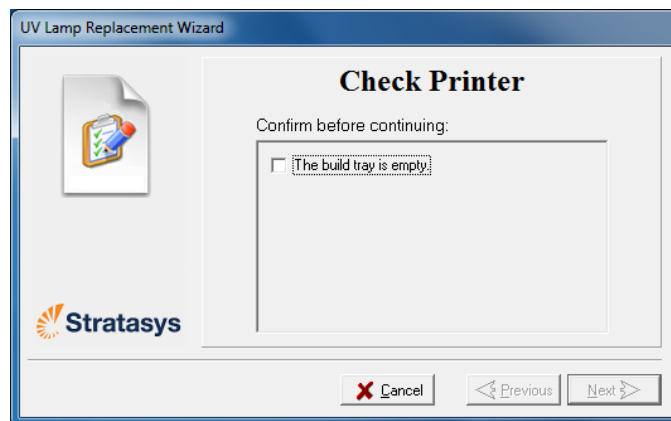 UV Lamp Replacement Wizard
Check Printer
Confirm before continuing:
The build tray is empty.
Stratasys
Cancel
Previous
Next